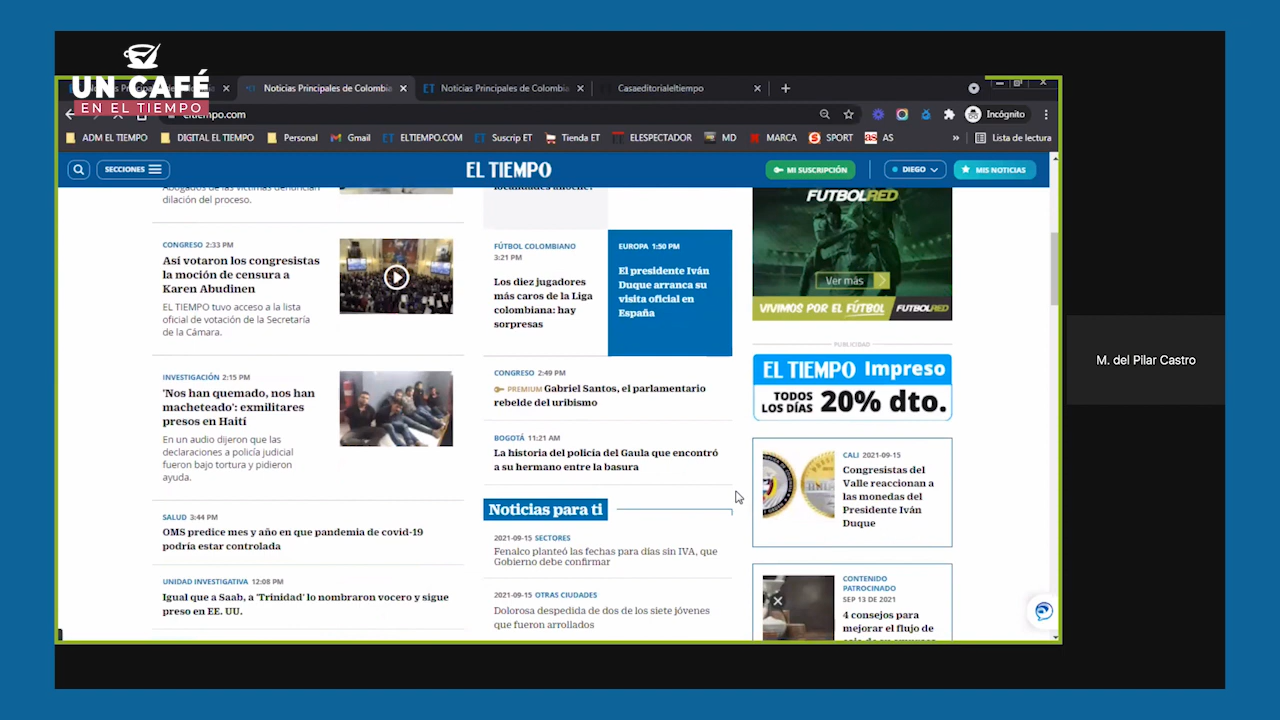 UN CAFÉ
EN EL TIEMPO
Noticias Principales de Colombia
Noticias Principales de Colombia
Casaeditorialeltiempo
eltiempo.com
Incógnito
ADM EL TIEMPO
DIGITAL EL TIEMPO
Personal
Gmail
ELTIEMPO.COM
Suscrip ET
Tienda ET
ELESPECTADOR
MD
MARCA
SPORT
AS
Lista de lectura
SECCIONES
EL TIEMPO
MI SUSCRIPCIÓN
DIEGO
MIS NOTICIAS
Abogados de las víctimas denuncian
dilación del proceso.
CONGRESO 2:33 PM
Así votaron los congresistas
la moción de censura a
Karen Abudinen
EL TIEMPO tuvo acceso a la lista
oficial de votación de la Secretaría
de la Cámara.
INVESTIGACIÓN 2:15 PM
'Nos han quemado, nos han
macheteado': exmilitares
presos en Haití
En un audio dijeron que las
declaraciones a policía judicial
fueron bajo tortura y pidieron
ayuda.
SALUD 3:44 PM
OMS predice mes y año en que pandemia de covid-19
podría estar controlada
UNIDAD INVESTIGATIVA 12:08 PM
Igual que a Saab, a 'Trinidad' lo nombraron vocero y sigue
preso en EE. UU.
localidades anoche?
FÚTBOL COLOMBIANO
3:21 PM
Los diez jugadores
más caros de la Liga
colombiana: hay
sorpresas
EUROPA 1:50 PM
El presidente Iván
Duque arranca su
visita oficial en
España
CONGRESO 2:49 PM
PREMIUM Gabriel Santos, el parlamentario
rebelde del uribismo
BOGOTÁ 11:21 AM
La historia del policía del Gaula que encontró
a su hermano entre la basura
Noticias para ti
2021-09-15 SECTORES
Fenalco planteó las fechas para días sin IVA, que
Gobierno debe confirmar
2021-09-15 OTRAS CIUDADES
Dolorosa despedida de dos de los siete jóvenes
que fueron arrollados
FUTBOLRED
Ver más
VIVIMOS POR EL FÚTBOL
FUTBOLRED
PUBLICIDAD
EL TIEMPO Impreso
TODOS
LOS DÍAS 20% dto.
CALI 2021-09-15
Congresistas del
Valle reaccionan a
las monedas del
Presidente Iván
Duque
CONTENIDO
PATROCINADO
SEP 13 DE 2021
4 consejos para
mejorar el flujo de
M. del Pilar Castro